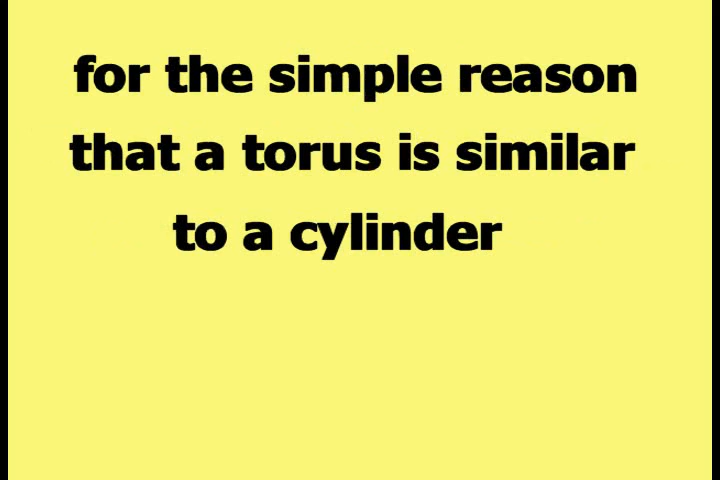 for the simple reason
that a torus is similar
to a cylinder